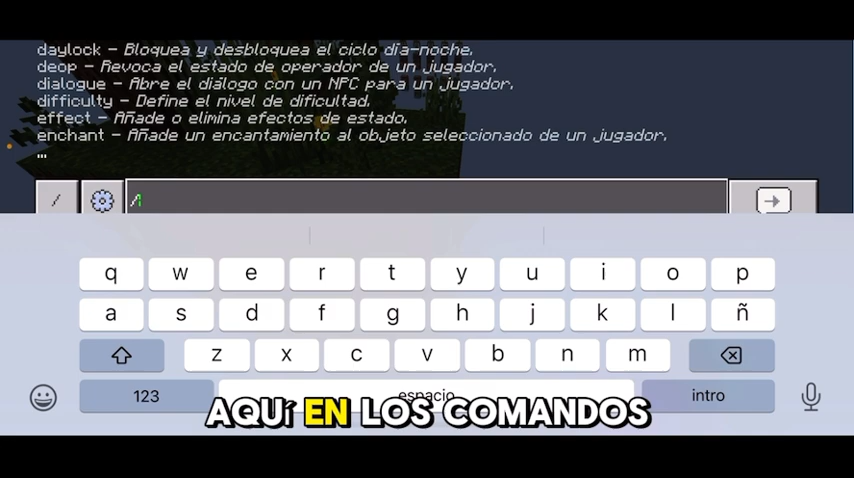 daylock - Bloquea y desbloquea el ciclo día-noche.
deop - Revoca el estado de operador de un jugador.
dialogue - Abre el diálogo con un NPC para un jugador.
difficulty - Define el nivel de dificultad.
effect - Añade o elimina efectos de estado.
enchant - Añade un encantamiento al objeto seleccionado de un jugador.
...
/ /
q w e r t y u i o p
a s d f g h j k l ñ
z x c v b n m
123 espacio intro
AQUí EN LOS COMANDOS